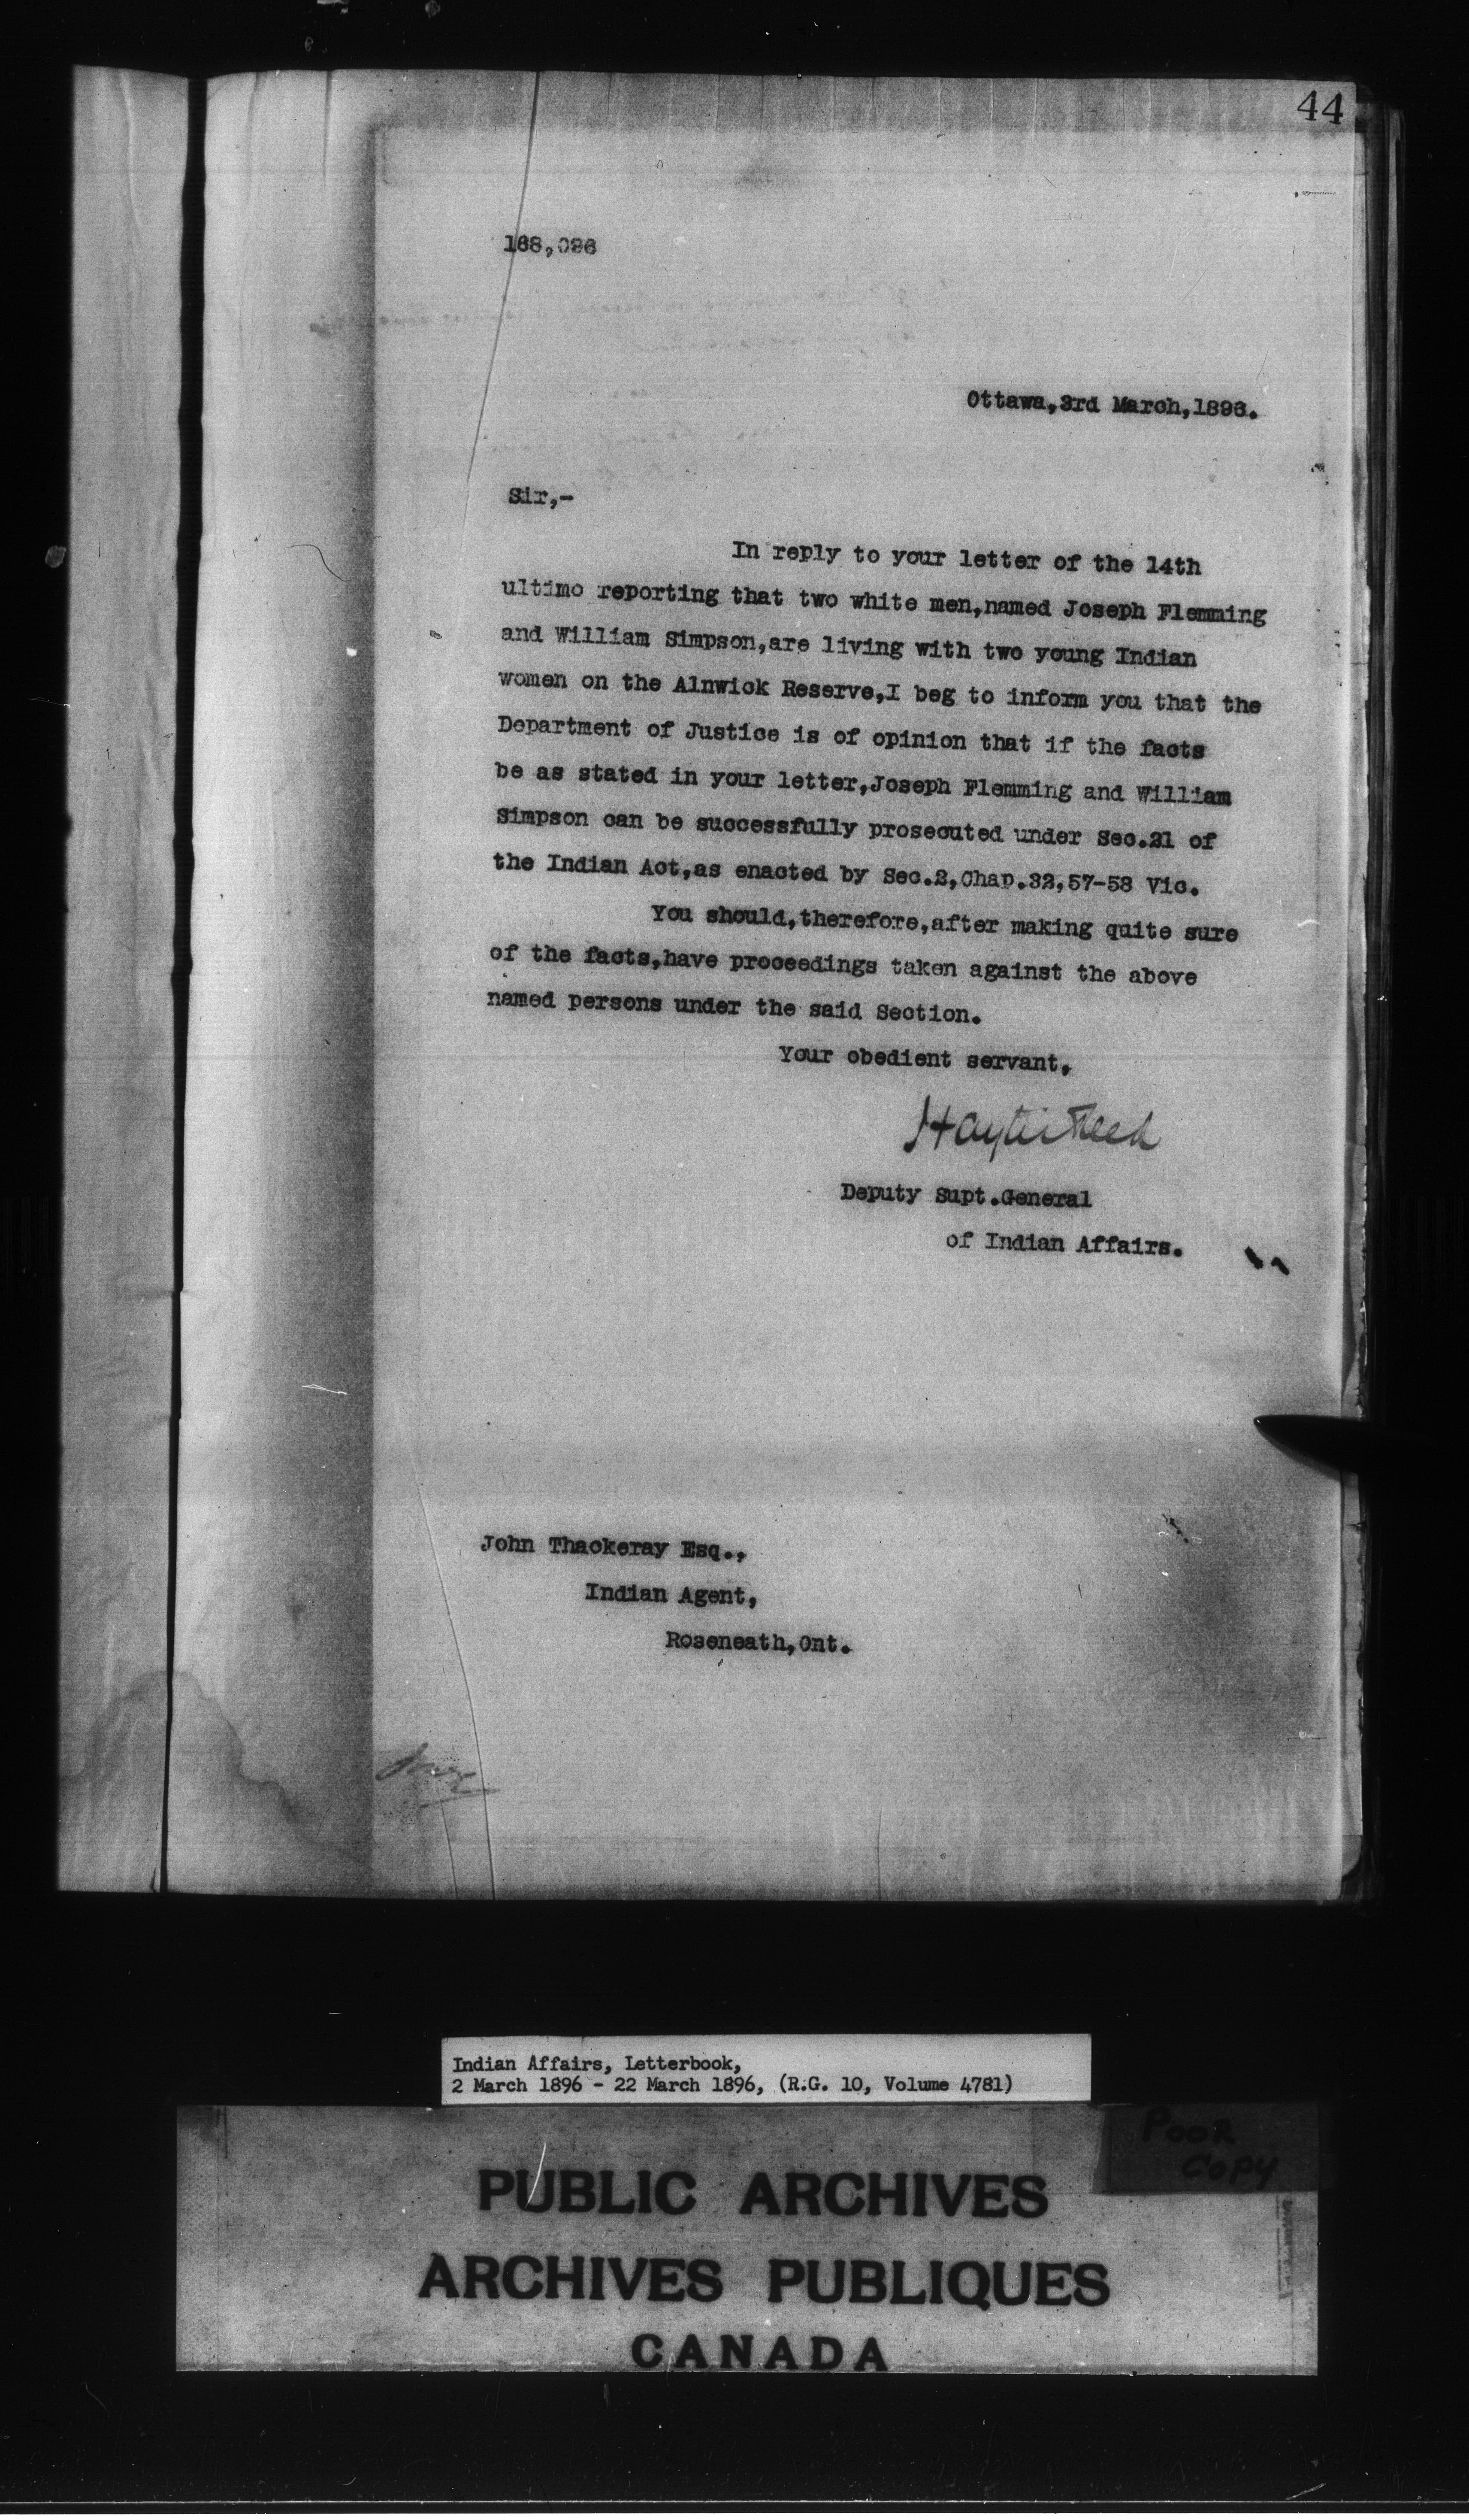 44
168,086
Ottawa,3rd March,1896.
Sir,-
In reply to your letter of the 14th
ultimo reporting that two white men,named Joseph Flemming
and William Simpson,are living with two young Indian
women on the Alnwick Reserve,I beg to inform you that the
Department of Justice is of opinion that if the facts
be as stated in your letter,Joseph Flemming and William
Simpson can be successfully prosecuted under Sec.21 of
the Indian Act,as enacted by Sec.2,Chap.32,57-58 Vic.
You should,therefore,after making quite sure
of the facts,have proceedings taken against the above
named persons under the said Section.
Your obedient servant,
Hayter Reed
Deputy Supt.General
of Indian Affairs.
John Thackeray Esq.,
Indian Agent,
Roseneath,Ont.
Indian Affairs, Letterbook,
2 March 1896 - 22 March 1896, (R.G. 10, Volume 4781)
POOR
COPY
PUBLIC ARCHIVES
ARCHIVES PUBLIQUES
CANADA